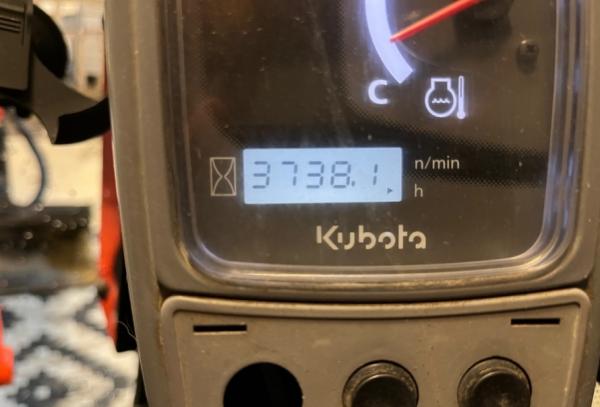 C
3738.1
n/min
h
Kubota